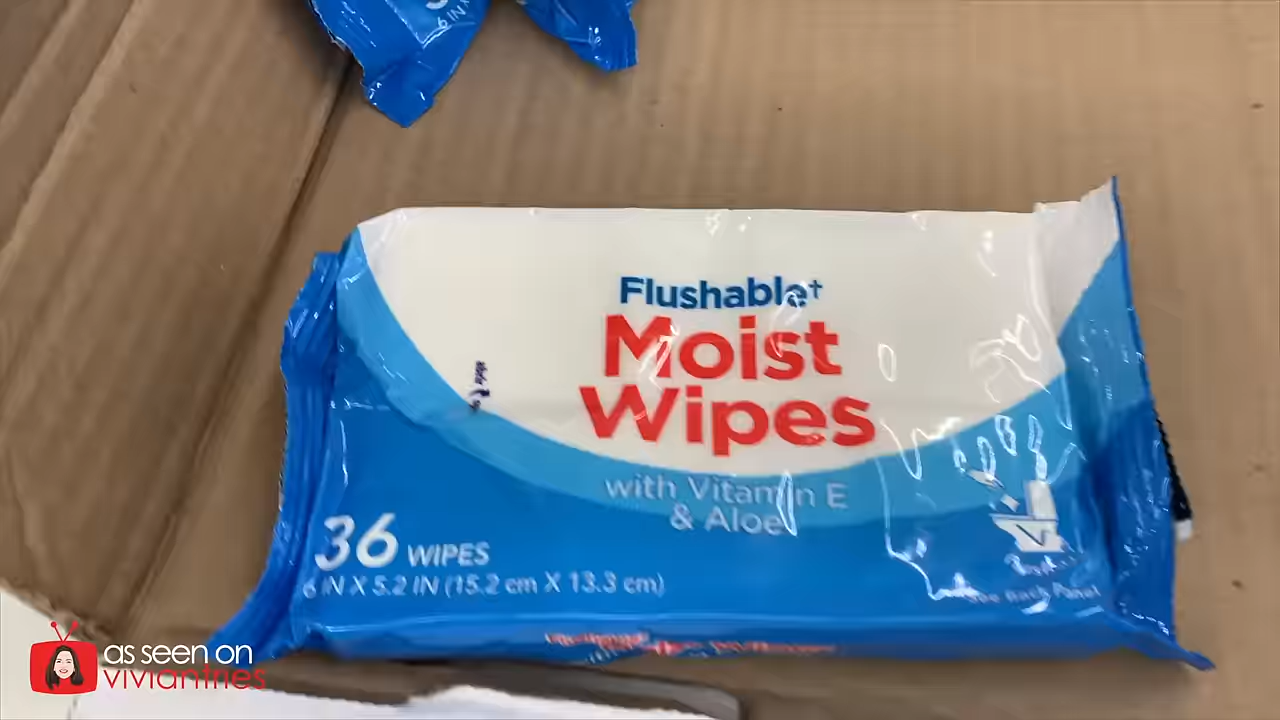 Flushable†
Moist
Wipes
with Vitamin E
& Aloe
36 WIPES
6 IN X 5.2 IN (15.2 cm X 13.3 cm)
See Back Panel
as seen on
viviantries